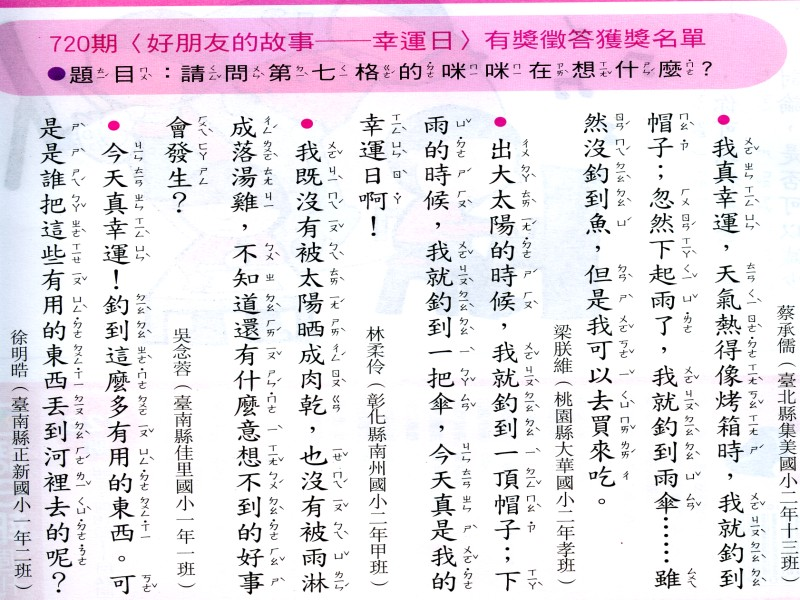 720期〈好朋友的故事——幸運日〉有獎徵答獲獎名單
●題目：請問第七格的咪咪在想什麼？
●我真幸運，天氣熱得像烤箱時，我就釣到
帽子；忽然下起雨了，我就釣到雨傘……雖
然沒釣到魚，但是我可以去買來吃。
蔡承儒（臺北縣集美國小二年十三班）
●出大太陽的時候，我就釣到一頂帽子；下
雨的時候，我就釣到一把傘，今天真是我的
幸運日啊！
梁朕維（桃園縣大華國小二年孝班）
林柔伶（彰化縣南州國小二年甲班）
●我既沒有被太陽晒成肉乾，也沒有被雨淋
成落湯雞，不知道還有什麼意想不到的好事
會發生？
吳念蓉（臺南縣佳里國小一年一班）
●今天真幸運！釣到這麼多有用的東西。可
是是誰把這些有用的東西丟到河裡去的呢？
徐明晧（臺南縣正新國小一年二班）